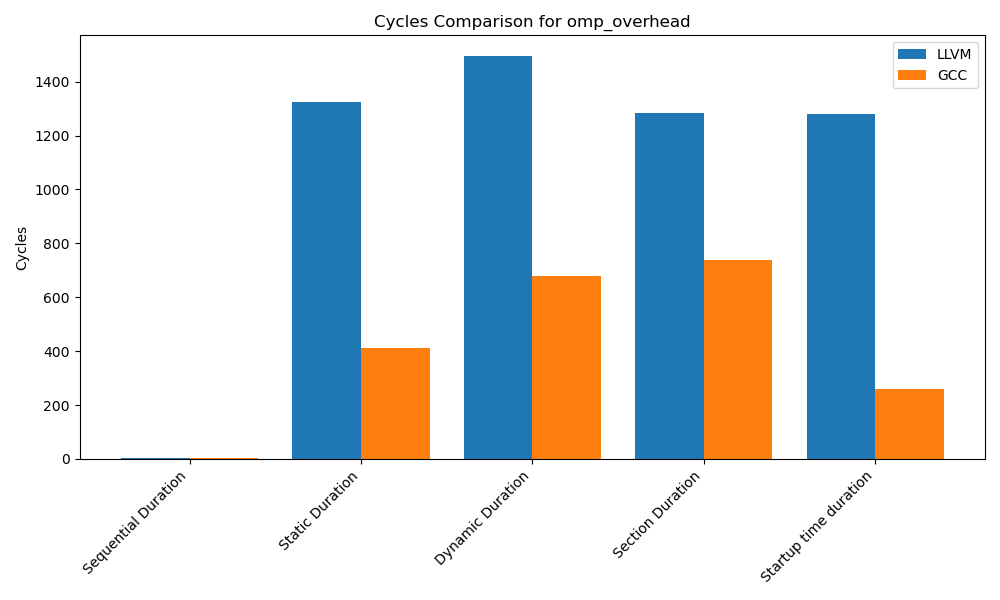 Cycles Comparison for omp_overhead
LLVM
GCC
Cycles
1400
1200
1000
800
600
400
200
0
Sequential Duration
Static Duration
Dynamic Duration
Section Duration
Startup time duration